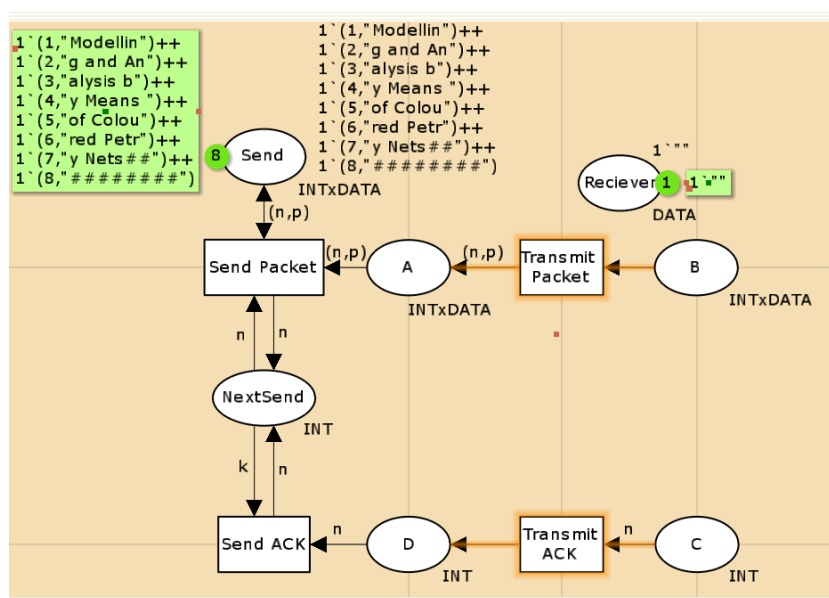 1`(1,"Modellin")++
1`(2,"g and An")++
1`(3,"alysis b")++
1`(4,"y Means ")++
1`(5,"of Colou")++
1`(6,"red Petr")++
1`(7,"y Nets##")++
1`(8,"########")
1`(1,"Modellin")++
1`(2,"g and An")++
1`(3,"alysis b")++
1`(4,"y Means ")++
1`(5,"of Colou")++
1`(6,"red Petr")++
1`(7,"y Nets##")++
1`(8,"########")
8
Send
INTxDATA
1`""
Reciever
1
1`""
DATA
(n,p)
Send Packet
(n,p)
A
INTxDATA
(n,p)
Transmit
Packet
B
INTxDATA
n
n
NextSend
INT
k
n
Send ACK
n
D
INT
Transmit
ACK
n
C
INT